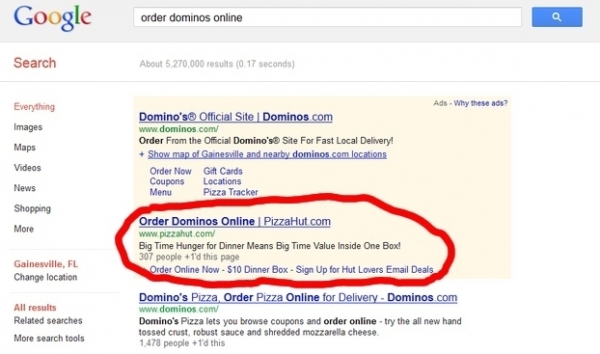 Google
order dominos online
Search
About 5,270,000 results (0.17 seconds)
Everything
Images
Maps
Videos
News
Shopping
More
Gainesville, FL
Change location
All results
Related searches
More search tools
Ads - Why these ads?
Domino's® Official Site | Dominos.com
www.dominos.com/
Order From the Official Domino's® Site For Fast Local Delivery!
+ Show map of Gainesville and nearby dominos.com locations
Order Now Gift Cards
Coupons Locations
Menu Pizza Tracker
Order Dominos Online | PizzaHut.com
www.pizzahut.com/
Big Time Hunger for Dinner Means Big Time Value Inside One Box!
307 people +1'd this page
Order Online Now - $10 Dinner Box - Sign Up for Hut Lovers Email Deals
Domino's Pizza, Order Pizza Online for Delivery - Dominos.com
www.dominos.com/
Domino's Pizza lets you browse coupons and order online - try the all new hand
tossed crust, robust sauce and shredded mozzarella cheese.
1,478 people +1'd this